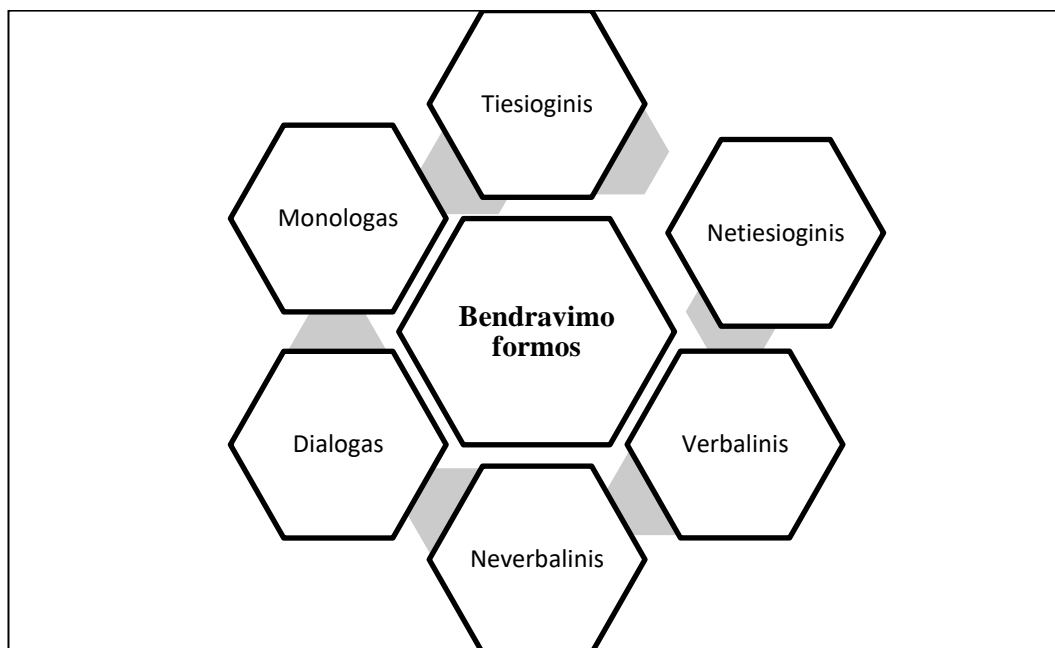 Tiesioginis
Monologas
Netiesioginis
Bendravimo
formos
Dialogas
Verbalinis
Neverbalinis